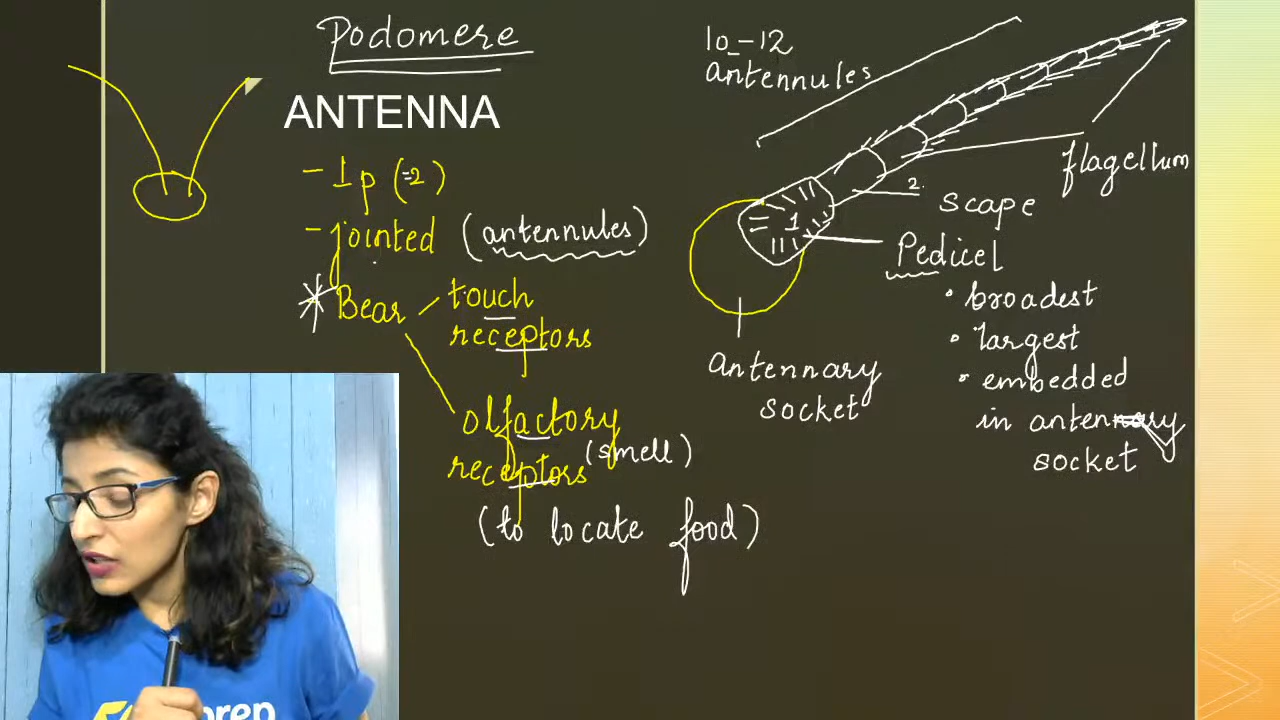 Podomere
ANTENNA
- 1 p (=2)
- jointed (antennules)
* Bear
touch
receptors
olfactory
receptors (smell)
(to locate food)
10-12
antennules
flagellum
2.
scape
1
Pedicel
• broadest
• largest
• embedded
in antennary
socket
Antennary
socket
prep